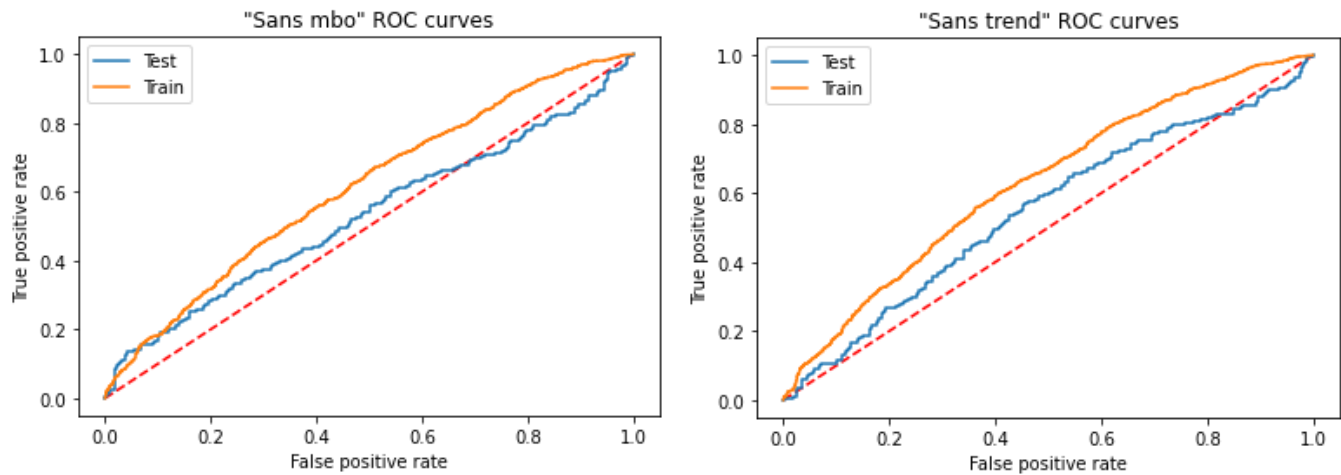 "Sans mbo" ROC curves
Test
Train
1.0
0.8
0.6
0.4
0.2
0.0
True positive rate
0.0 0.2 0.4 0.6 0.8 1.0
False positive rate
"Sans trend" ROC curves
Test
Train
1.0
0.8
0.6
0.4
0.2
0.0
True positive rate
0.0 0.2 0.4 0.6 0.8 1.0
False positive rate